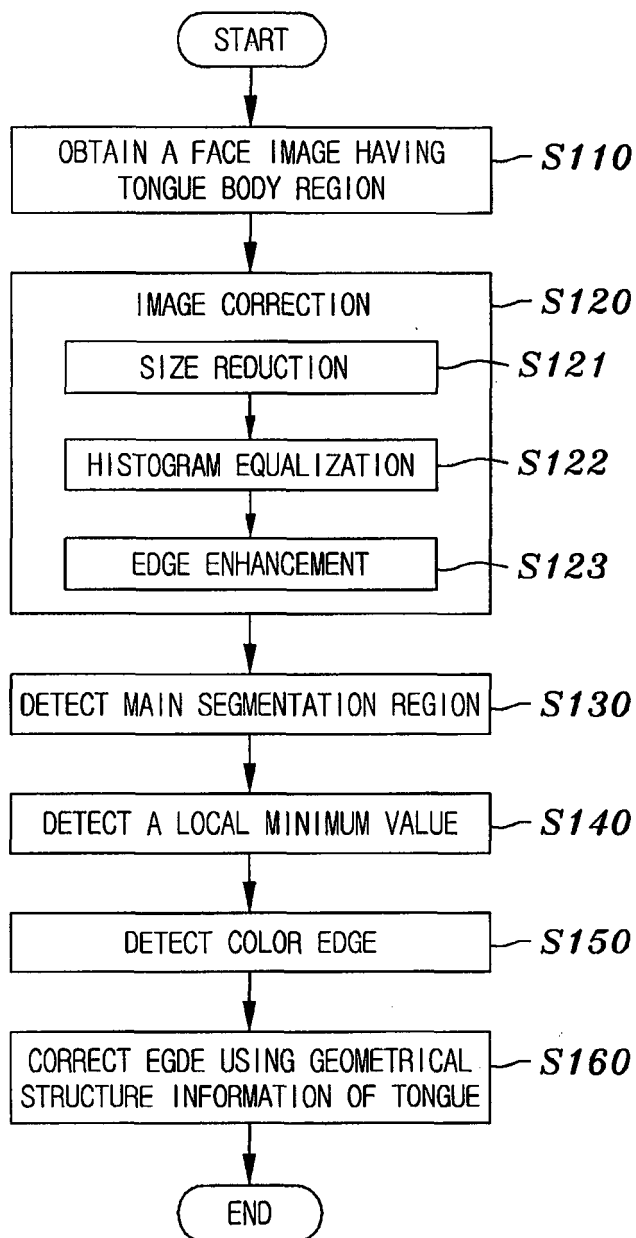 START
OBTAIN A FACE IMAGE HAVING
TONGUE BODY REGION
S110
IMAGE CORRECTION
S120
SIZE REDUCTION
S121
HISTOGRAM EQUALIZATION
S122
EDGE ENHANCEMENT
S123
DETECT MAIN SEGMENTATION REGION
S130
DETECT A LOCAL MINIMUM VALUE
S140
DETECT COLOR EDGE
S150
CORRECT EGDE USING GEOMETRICAL
STRUCTURE INFORMATION OF TONGUE
S160
END